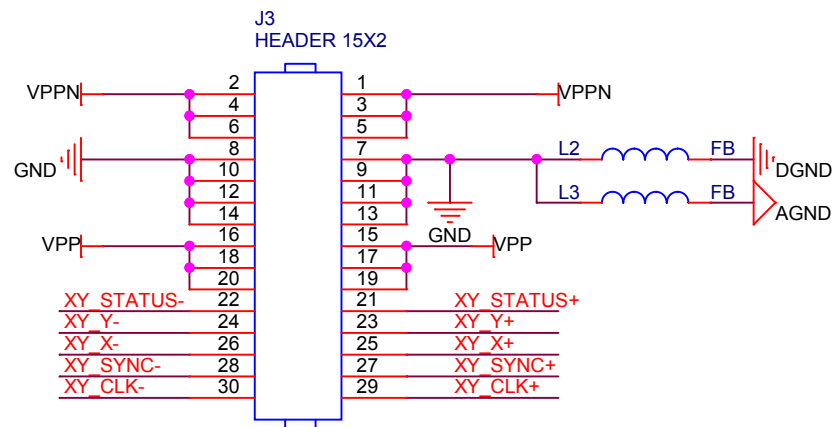 J3
HEADER 15X2
VPPN 2 1 VPPN
4 3
6 5
GND 8 7 L2 FB DGND
10 9
12 11 L3 FB AGND
14 13
GND
VPP 16 15 VPP
18 17
20 19
XY_STATUS- 22 21 XY_STATUS+
XY_Y- 24 23 XY_Y+
XY_X- 26 25 XY_X+
XY_SYNC- 28 27 XY_SYNC+
XY_CLK- 30 29 XY_CLK+